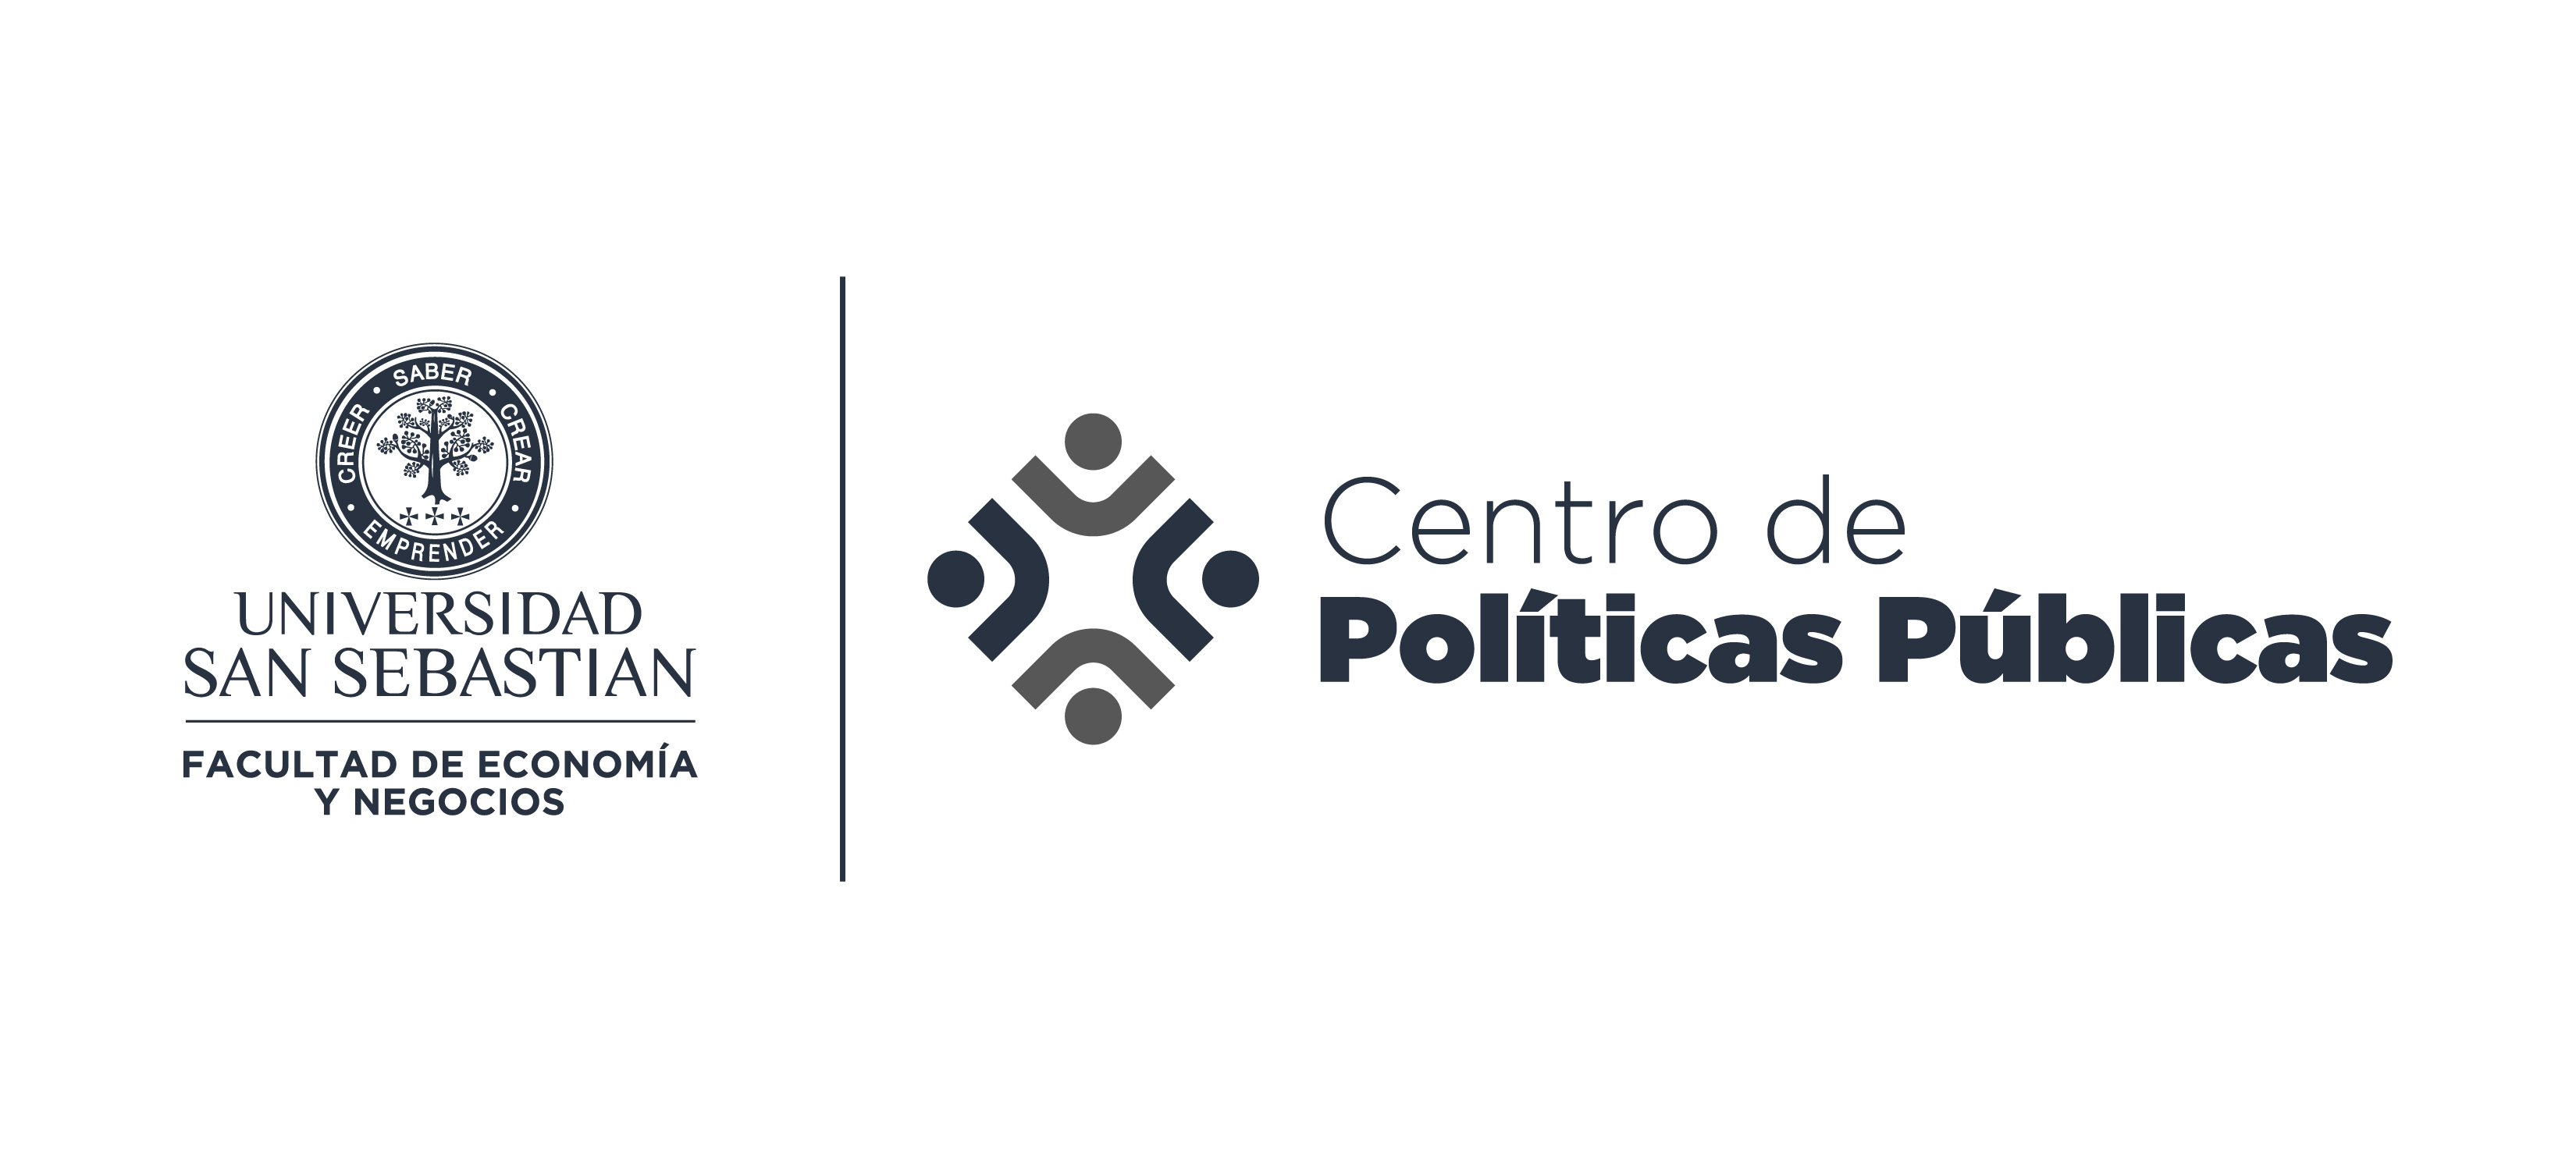 CREER • SABER • CREAR • EMPRENDER
UNIVERSIDAD
SAN SEBASTIAN
FACULTAD DE ECONOMÍA
Y NEGOCIOS
Centro de
Políticas Públicas